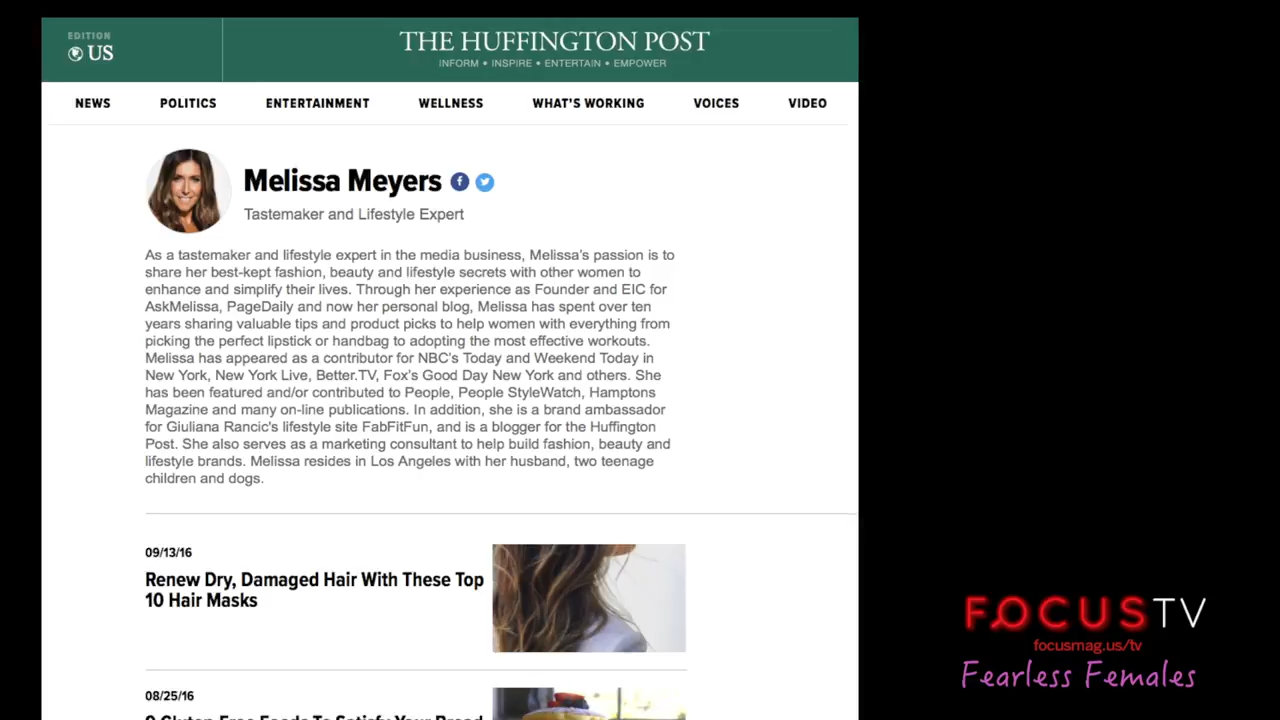 EDITION
US
THE HUFFINGTON POST
INFORM • INSPIRE • ENTERTAIN • EMPOWER
NEWS POLITICS ENTERTAINMENT WELLNESS WHAT'S WORKING VOICES VIDEO
Melissa Meyers
Tastemaker and Lifestyle Expert
As a tastemaker and lifestyle expert in the media business, Melissa's passion is to
share her best-kept fashion, beauty and lifestyle secrets with other women to
enhance and simplify their lives. Through her experience as Founder and EIC for
AskMelissa, PageDaily and now her personal blog, Melissa has spent over ten
years sharing valuable tips and product picks to help women with everything from
picking the perfect lipstick or handbag to adopting the most effective workouts.
Melissa has appeared as a contributor for NBC's Today and Weekend Today in
New York, New York Live, Better.TV, Fox's Good Day New York and others. She
has been featured and/or contributed to People, People StyleWatch, Hamptons
Magazine and many on-line publications. In addition, she is a brand ambassador
for Giuliana Rancic's lifestyle site FabFitFun, and is a blogger for the Huffington
Post. She also serves as a marketing consultant to help build fashion, beauty and
lifestyle brands. Melissa resides in Los Angeles with her husband, two teenage
children and dogs.
09/13/16
Renew Dry, Damaged Hair With These Top
10 Hair Masks
08/25/16
9 Gluten Free Foods To Satisfy Your Bread
FOCUSTV
focusmag.us/tv
Fearless Females